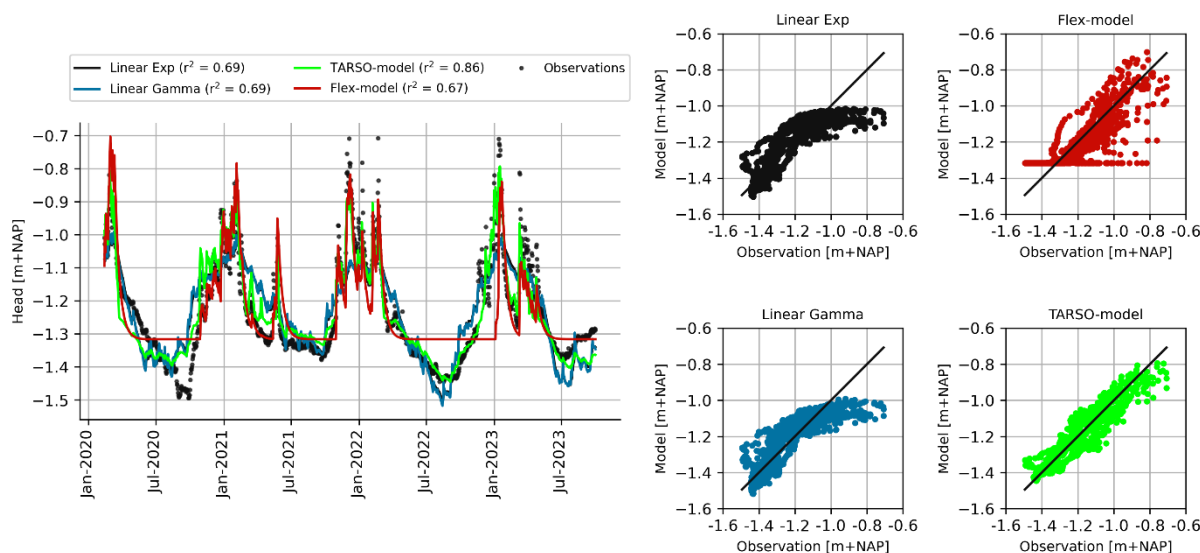 Linear Exp (r² = 0.69)
Linear Gamma (r² = 0.69)
TARSO-model (r² = 0.86)
Flex-model (r² = 0.67)
Observations
Head [m+NAP]
−0.7
−0.8
−0.9
−1.0
−1.1
−1.2
−1.3
−1.4
−1.5
Jan-2020
Jul-2020
Jan-2021
Jul-2021
Jan-2022
Jul-2022
Jan-2023
Jul-2023
Linear Exp
Model [m+NAP]
−0.6
−0.8
−1.0
−1.2
−1.4
−1.6
-1.6 -1.4 -1.2 -1.0 -0.8 -0.6
Observation [m+NAP]
Flex-model
Model [m+NAP]
−0.6
−0.8
−1.0
−1.2
−1.4
−1.6
-1.6 -1.4 -1.2 -1.0 -0.8 -0.6
Observation [m+NAP]
Linear Gamma
Model [m+NAP]
−0.6
−0.8
−1.0
−1.2
−1.4
−1.6
-1.6 -1.4 -1.2 -1.0 -0.8 -0.6
Observation [m+NAP]
TARSO-model
Model [m+NAP]
−0.6
−0.8
−1.0
−1.2
−1.4
−1.6
-1.6 -1.4 -1.2 -1.0 -0.8 -0.6
Observation [m+NAP]